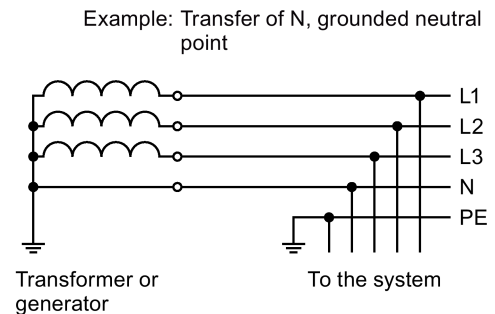 Example: Transfer of N, grounded neutral
point
L1
L2
L3
N
PE
Transformer or
generator
To the system